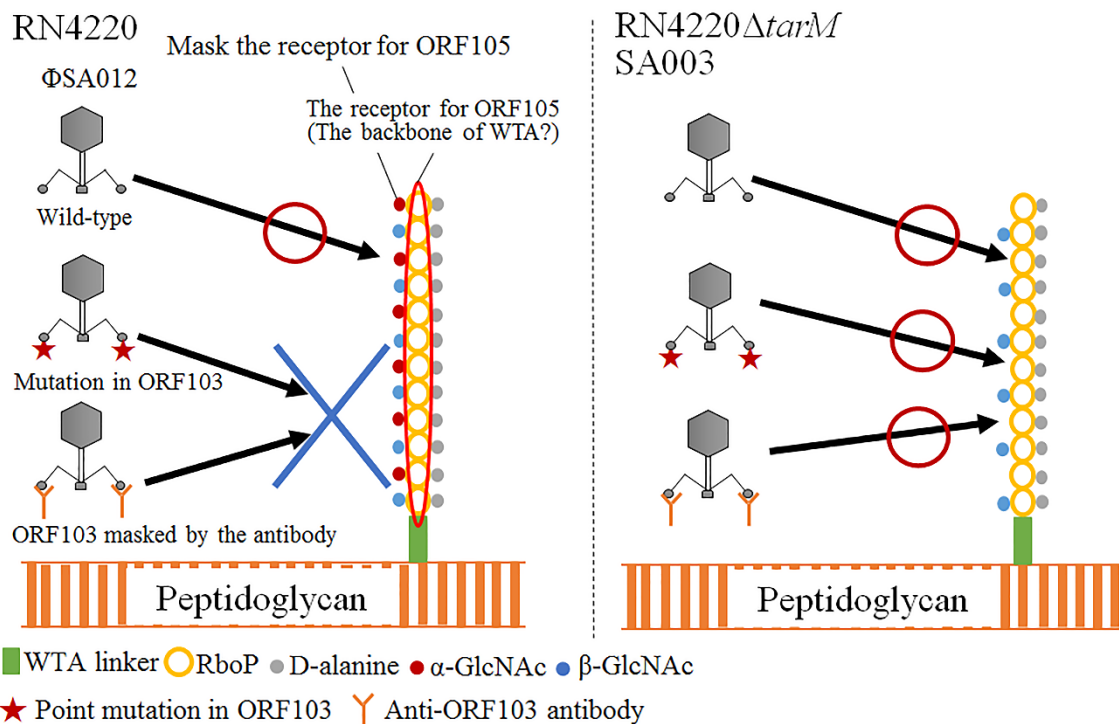 RN4220
Mask the receptor for ORF105
ΦSA012
The receptor for ORF105
(The backbone of WTA?)
Wild-type
Mutation in ORF103
ORF103 masked by the antibody
Peptidoglycan
RN4220ΔtarM
SA003
Peptidoglycan
WTA linker RboP D-alanine α-GlcNAc β-GlcNAc
Point mutation in ORF103 Anti-ORF103 antibody